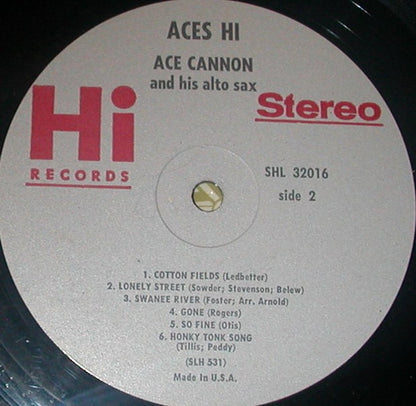 ACES HI
ACE CANNON
and his alto sax
Hi
RECORDS
Stereo
SHL 32016
side 2
1. COTTON FIELDS (Ledbetter)
2. LONELY STREET (Sowder; Stevenson; Belew)
3. SWANEE RIVER (Foster; Arr. Arnold)
4. GONE (Rogers)
5. SO FINE (Otis)
6. HONKY TONK SONG
(Tillis; Peddy)
(SLH 531)
Made In U.S.A.